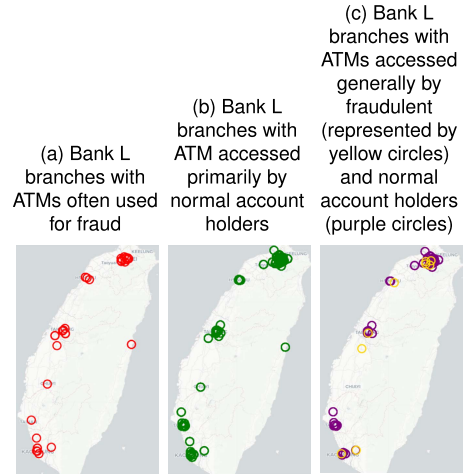 (a) Bank L
branches with
ATMs often used
for fraud
(b) Bank L
branches with
ATM accessed
primarily by
normal account
holders
(c) Bank L
branches with
ATMs accessed
generally by
fraudulent
(represented by
yellow circles)
and normal
account holders
(purple circles)